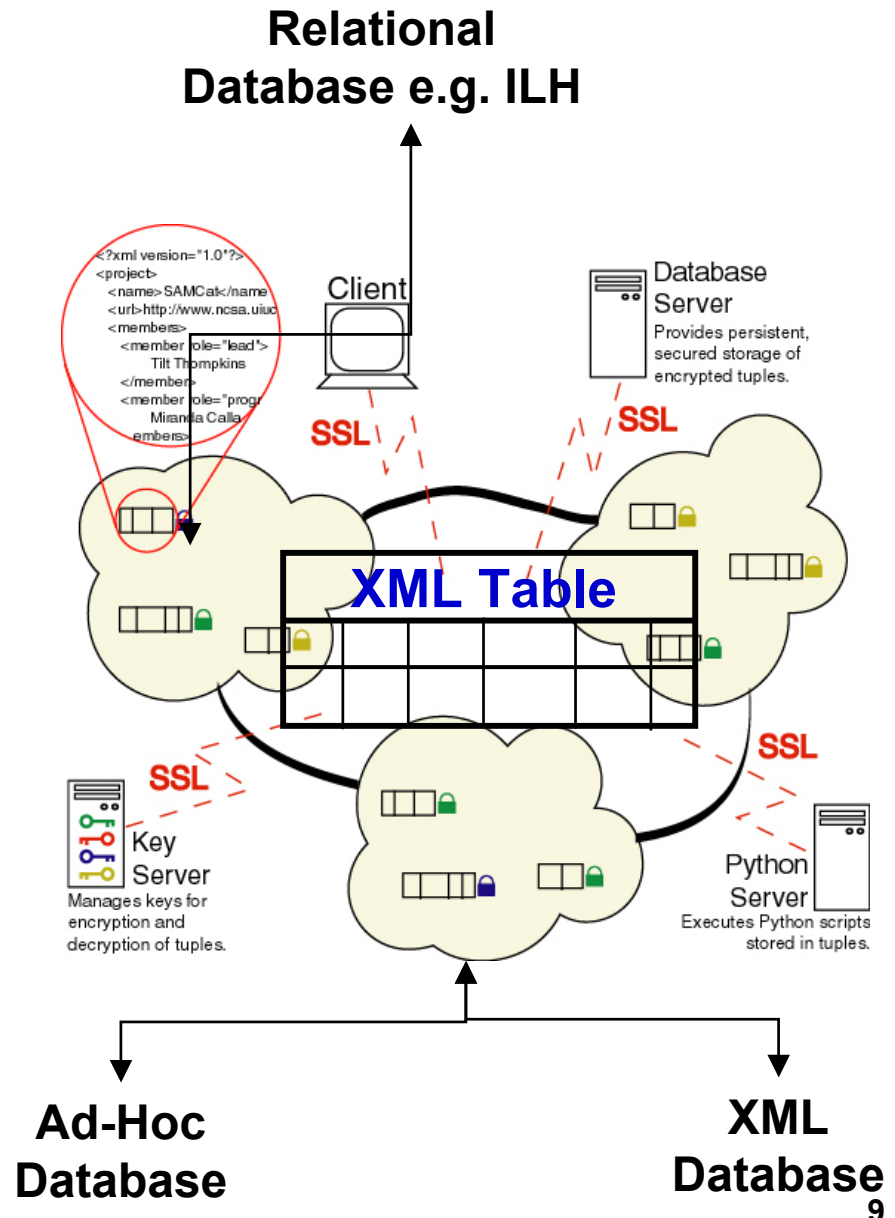 Relational
Database e.g. ILH
<?xml version="1.0"?>
<project>
<name>SAMCat</name
<url>http://www.ncsa.uiuc
<members>
<member role="lead">
Tilt Thompkins
</member>
<member role="progr
Miranda Calla
embers>
Client
Database
Server
Provides persistent,
secured storage of
encrypted tuples.
SSL
SSL
XML Table
SSL
SSL
Key
Server
Manages keys for
encryption and
decryption of tuples.
Python
Server
Executes Python scripts
stored in tuples.
Ad-Hoc
Database
XML
Database
9